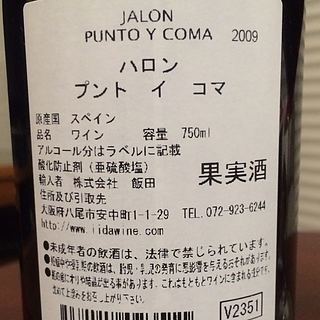 JALON
PUNTO Y COMA 2009
ハロン
プント イ コマ
原産国 スペイン
品名 ワイン 容量 750ml
アルコール分はラベルに記載
酸化防止剤(亜硫酸塩)
果実酒
輸入者 株式会社 飯田
住所及び引取先
大阪府八尾市安中町1-1-29 TEL.072-923-6244
http://www.iidawine.com
●未成年者の飲酒は、法律で禁じられています。
●妊娠中や授乳期の飲酒は、胎児・乳児の発育に悪影響を与えるおそれがあります。
V2351